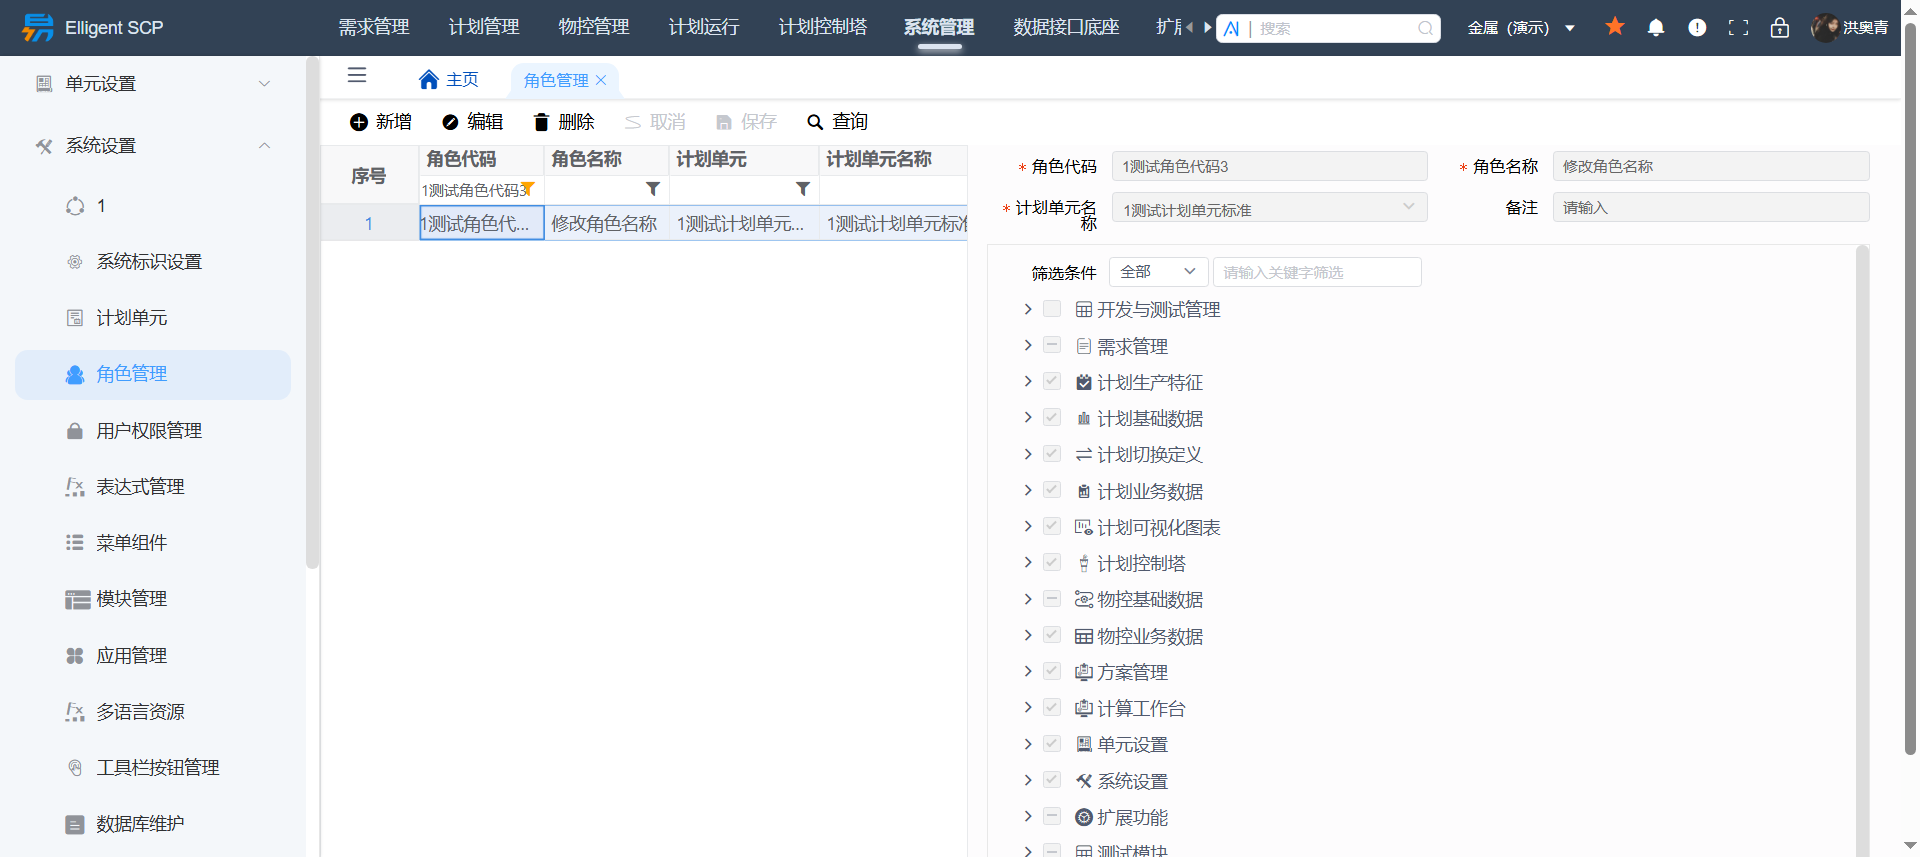 Elligent SCP
需求管理 计划管理 物控管理 计划运行 计划控制塔 系统管理 数据接口底座
搜索
金属（演示）
洪奥青
单元设置
系统设置
1
系统标识设置
计划单元
角色管理
用户权限管理
表达式管理
菜单组件
模块管理
应用管理
多语言资源
工具栏按钮管理
数据库维护
主页 角色管理
新增 编辑 删除 取消 保存 查询
序号 角色代码 角色名称 计划单元 计划单元名称
1测试角色代码3
1 1测试角色代... 修改角色名称 1测试计划单元... 1测试计划单元标准
* 角色代码 1测试角色代码3 * 角色名称 修改角色名称
* 计划单元名称 1测试计划单元标准 备注 请输入
筛选条件 全部 请输入关键字筛选
开发与测试管理
需求管理
计划生产特征
计划基础数据
计划切换定义
计划业务数据
计划可视化图表
计划控制塔
物控基础数据
物控业务数据
方案管理
计算工作台
单元设置
系统设置
扩展功能
测试模块